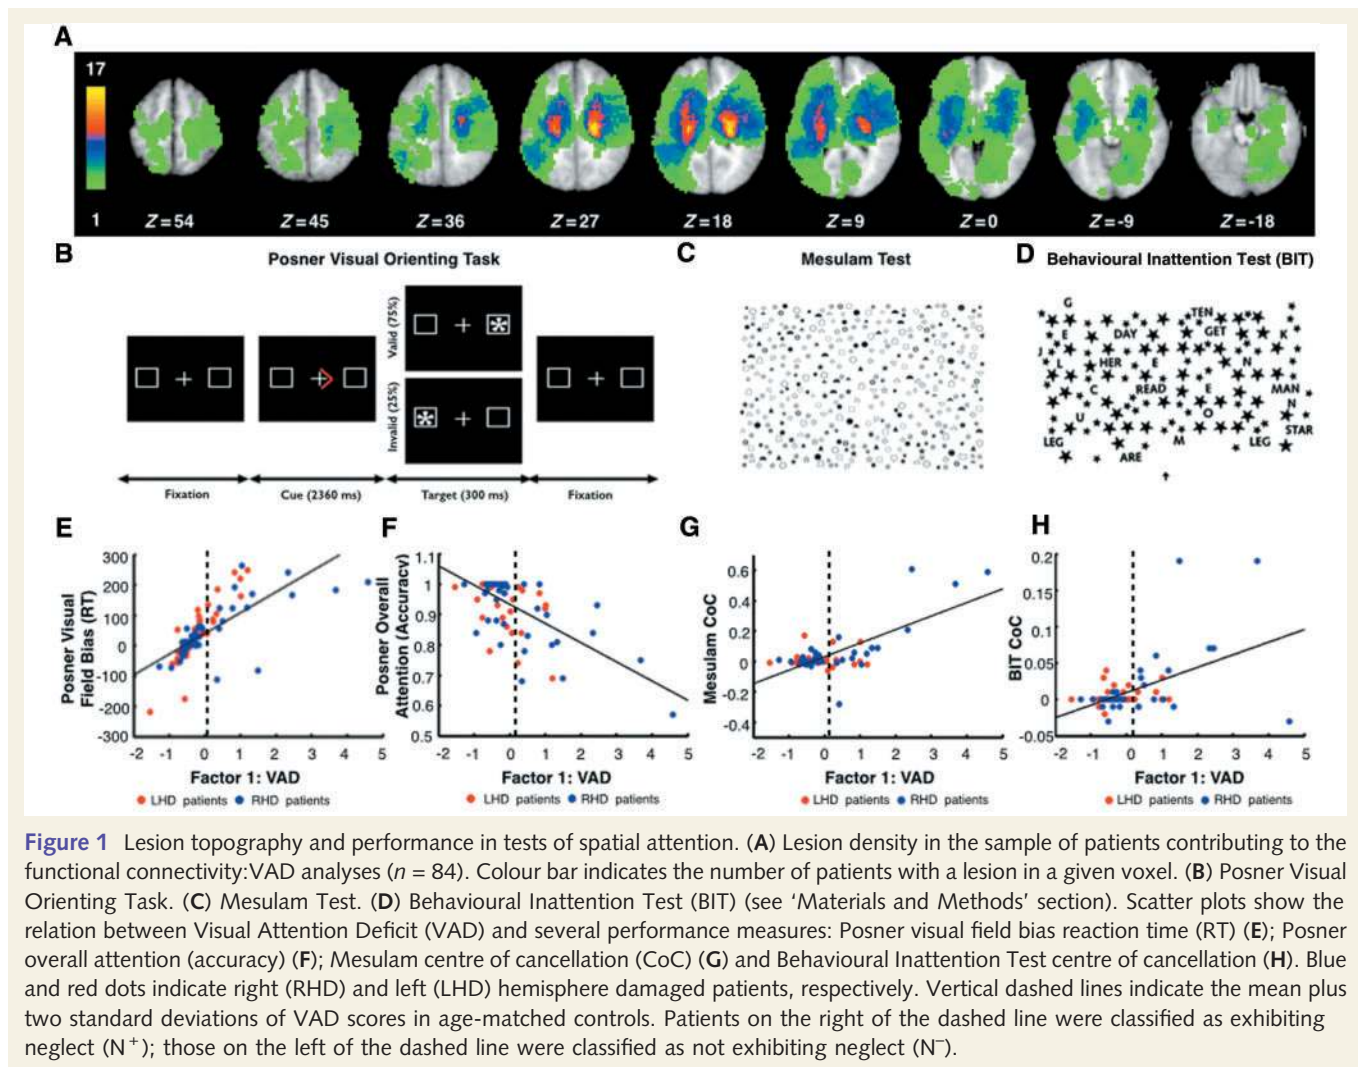 A
17
1
Z=54 Z=45 Z=36 Z=27 Z=18 Z=9 Z=0 Z=-9 Z=-18
B
Posner Visual Orienting Task
Valid (75%)
Invalid (25%)
Fixation
Cue (2360 ms)
Target (300 ms)
Fixation
C
Mesulam Test
D
Behavioural Inattention Test (BIT)
G
TEN
E DAY GET K
J
L HER E N
C READ E MAN
N
U O
STAR
LEG M LEG
ARE
E
Posner Visual
Field Bias (RT)
300
200
100
0
-100
-200
-300
-2 -1 0 1 2 3 4 5
Factor 1: VAD
LHD patients RHD patients
F
Posner Overall
Attention (Accuracy)
1.1
1
0.9
0.8
0.7
0.6
0.5
-2 -1 0 1 2 3 4 5
Factor 1: VAD
LHD patients RHD patients
G
Mesulam CoC
0.6
0.4
0.2
0
-0.2
-0.4
-2 -1 0 1 2 3 4 5
Factor 1: VAD
LHD patients RHD patients
H
BIT CoC
0.2
0.15
0.1
0.05
0
-0.05
-2 -1 0 1 2 3 4 5
Factor 1: VAD
LHD patients RHD patients
Figure 1 Lesion topography and performance in tests of spatial attention. (A) Lesion density in the sample of patients contributing to the
functional connectivity:VAD analyses (n = 84). Colour bar indicates the number of patients with a lesion in a given voxel. (B) Posner Visual
Orienting Task. (C) Mesulam Test. (D) Behavioural Inattention Test (BIT) (see ‘Materials and Methods’ section). Scatter plots show the
relation between Visual Attention Deficit (VAD) and several performance measures: Posner visual field bias reaction time (RT) (E); Posner
overall attention (accuracy) (F); Mesulam centre of cancellation (CoC) (G) and Behavioural Inattention Test centre of cancellation (H). Blue
and red dots indicate right (RHD) and left (LHD) hemisphere damaged patients, respectively. Vertical dashed lines indicate the mean plus
two standard deviations of VAD scores in age-matched controls. Patients on the right of the dashed line were classified as exhibiting
neglect (N⁺); those on the left of the dashed line were classified as not exhibiting neglect (N⁻).